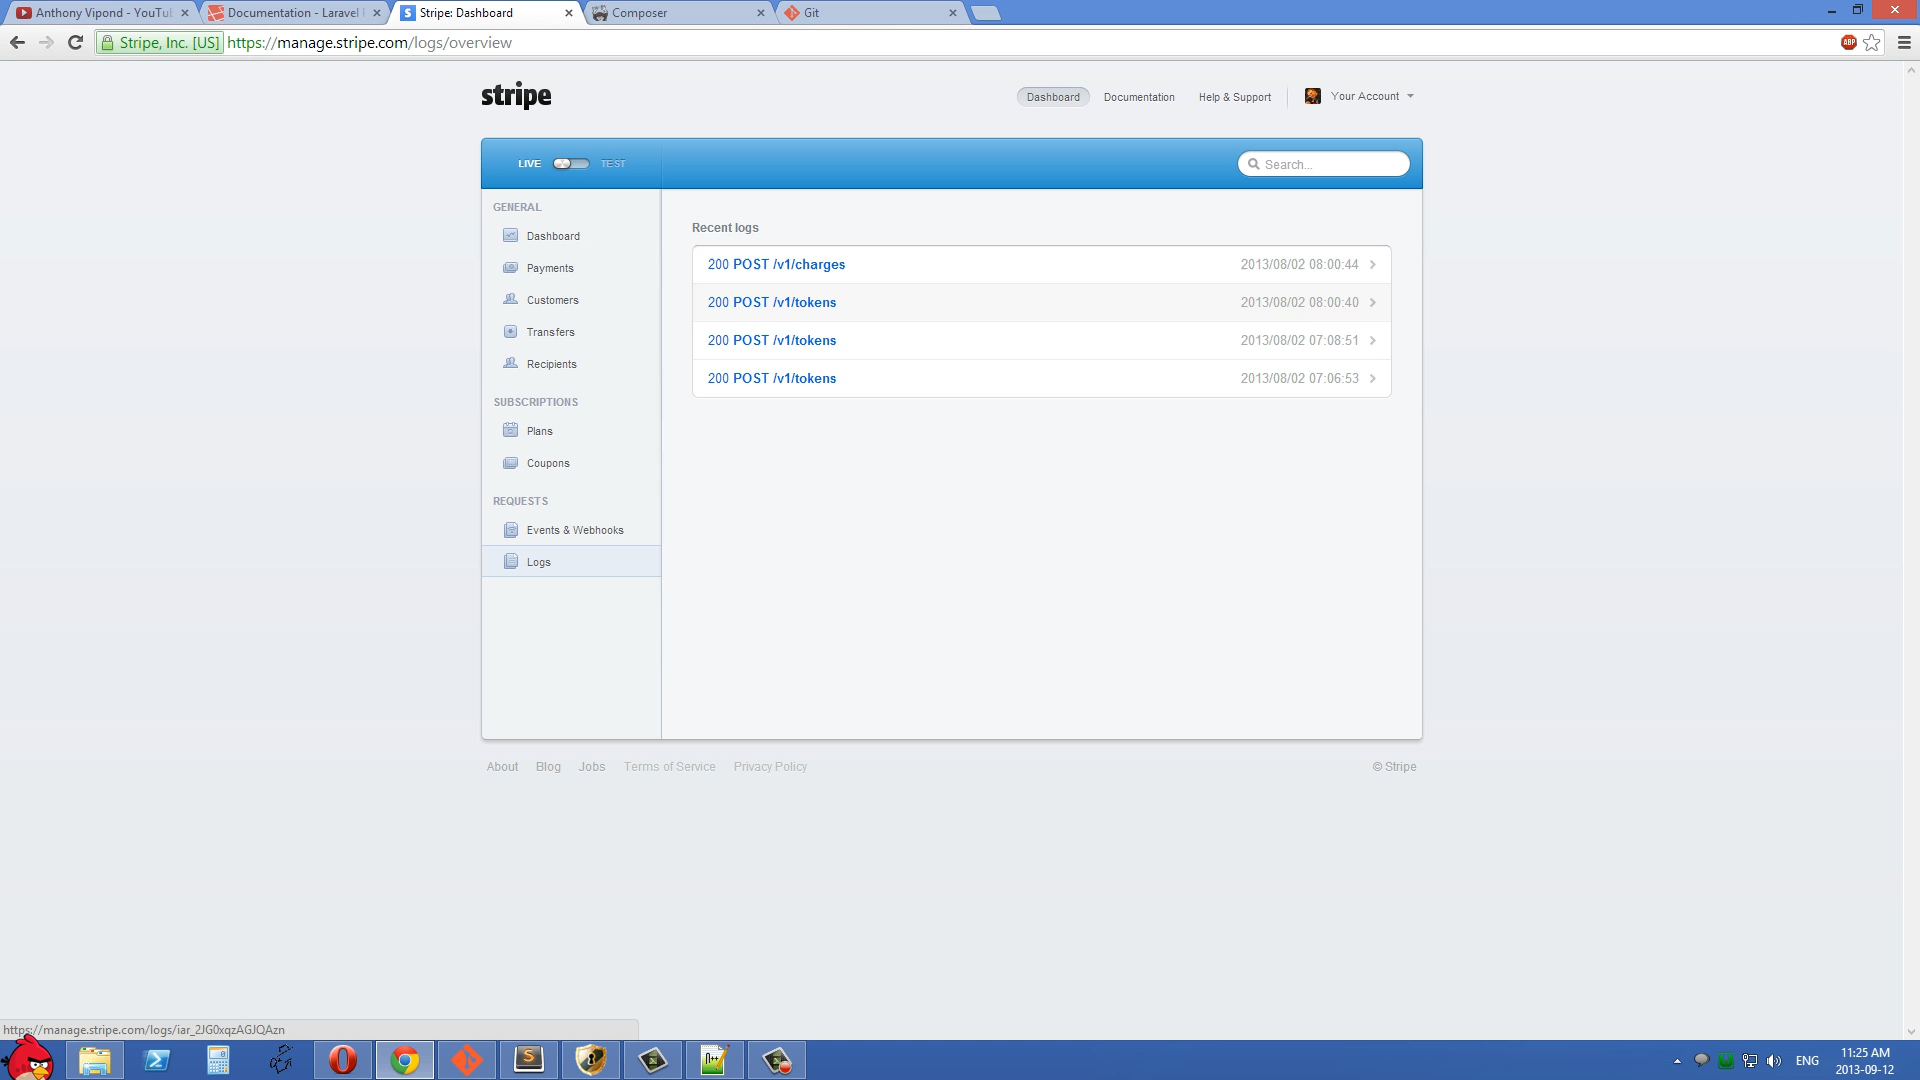 Anthony Vipond - YouTu
Documentation - Laravel
Stripe: Dashboard
Composer
Git
Stripe, Inc. [US] https://manage.stripe.com/logs/overview
ABP
stripe
Dashboard
Documentation
Help & Support
Your Account
LIVE
TEST
Search...
GENERAL
Dashboard
Payments
Customers
Transfers
Recipients
SUBSCRIPTIONS
Plans
Coupons
REQUESTS
Events & Webhooks
Logs
Recent logs
200 POST /v1/charges 2013/08/02 08:00:44
200 POST /v1/tokens 2013/08/02 08:00:40
200 POST /v1/tokens 2013/08/02 07:08:51
200 POST /v1/tokens 2013/08/02 07:06:53
About Blog Jobs Terms of Service Privacy Policy
© Stripe
https://manage.stripe.com/logs/iar_2JG0xqzAGJQAzn
ENG
11:25 AM
2013-09-12